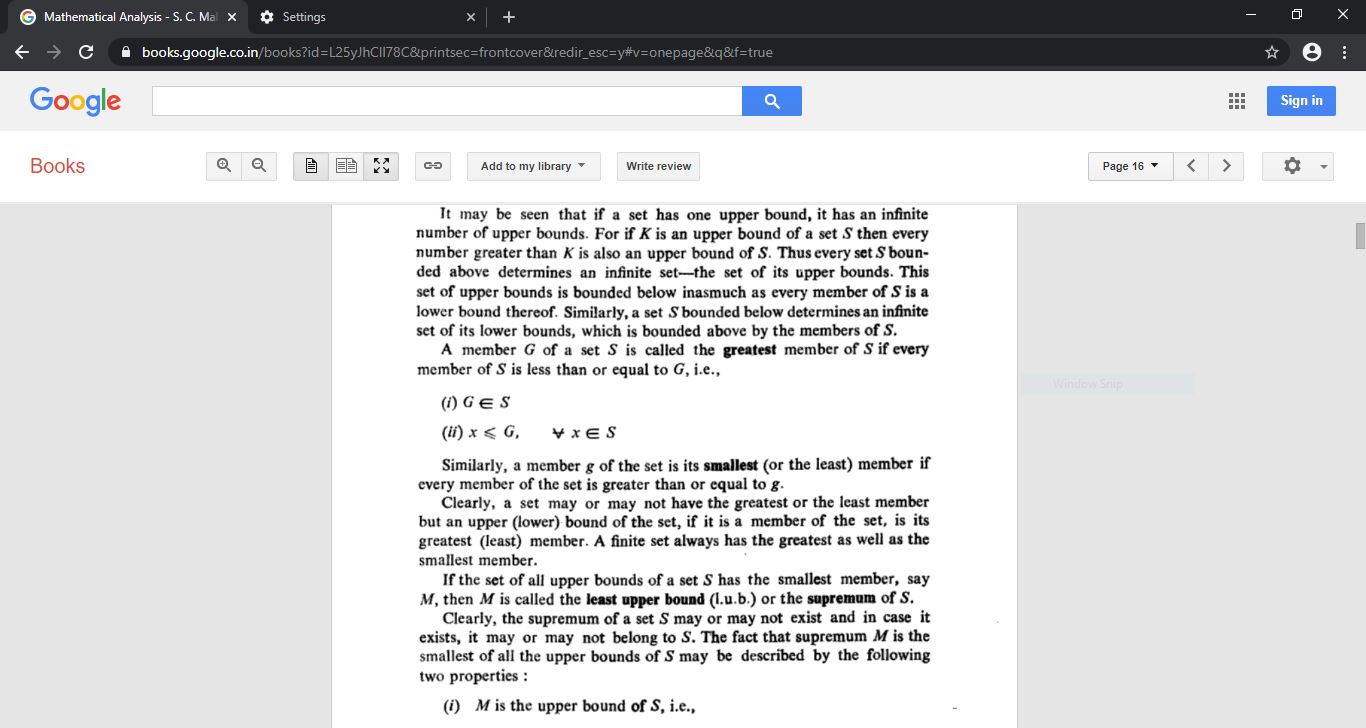 Mathematical Analysis - S. C. Mal
Settings
books.google.co.in/books?id=L25yJhCIl78C&printsec=frontcover&redir_esc=y#v=onepage&q&f=true
Google
Sign in
Books
Add to my library
Write review
Page 16
It may be seen that if a set has one upper bound, it has an infinite
number of upper bounds. For if K is an upper bound of a set S then every
number greater than K is also an upper bound of S. Thus every set S boun-
ded above determines an infinite set—the set of its upper bounds. This
set of upper bounds is bounded below inasmuch as every member of S is a
lower bound thereof. Similarly, a set S bounded below determines an infinite
set of its lower bounds, which is bounded above by the members of S.
A member G of a set S is called the greatest member of S if every
member of S is less than or equal to G, i.e.,
Window Snip
(i) G ∈ S
(ii) x ⩽ G, ∀ x ∈ S
Similarly, a member g of the set is its smallest (or the least) member if
every member of the set is greater than or equal to g.
Clearly, a set may or may not have the greatest or the least member
but an upper (lower) bound of the set, if it is a member of the set, is its
greatest (least) member. A finite set always has the greatest as well as the
smallest member.
If the set of all upper bounds of a set S has the smallest member, say
M, then M is called the least upper bound (l.u.b.) or the supremum of S.
Clearly, the supremum of a set S may or may not exist and in case it
exists, it may or may not belong to S. The fact that supremum M is the
smallest of all the upper bounds of S may be described by the following
two properties :
(i) M is the upper bound of S, i.e.,